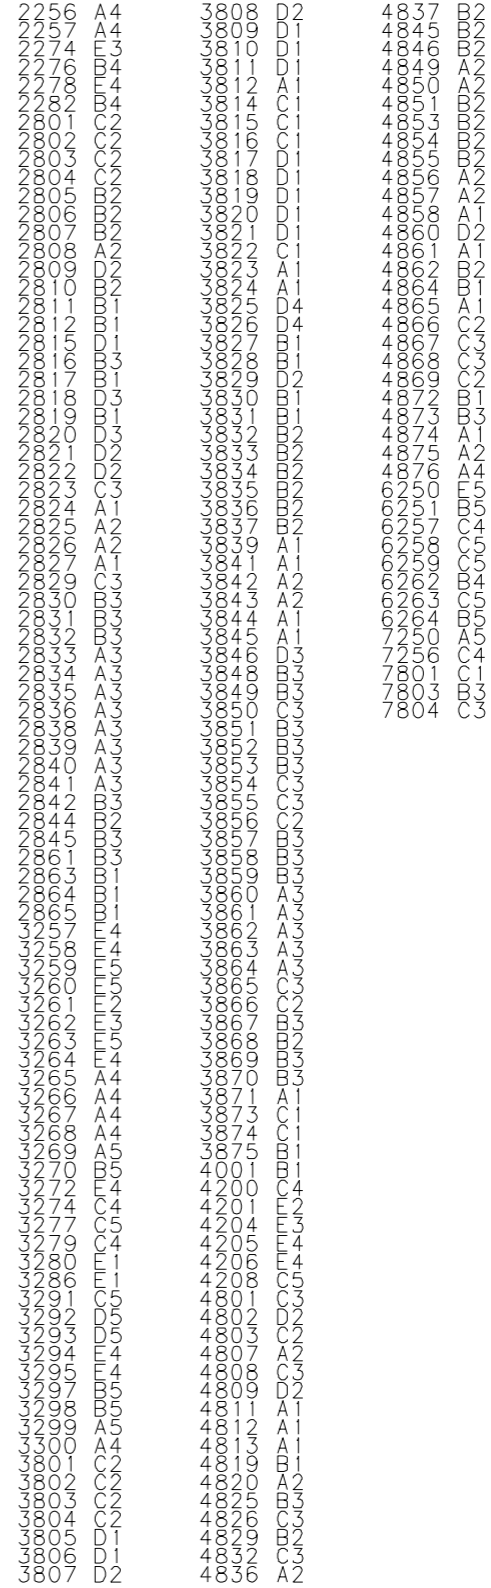 2256 A4
2257 A4
2274 E3
2276 B4
2278 E4
2282 B4
2801 C2
2802 C2
2803 C2
2804 C2
2805 B2
2806 B2
2807 B2
2808 A2
2809 D2
2810 B2
2811 B1
2812 B1
2815 D1
2816 B3
2817 B1
2818 D3
2819 B1
2820 D3
2821 D2
2822 D2
2823 C3
2824 A1
2825 A2
2826 A2
2827 A1
2829 C3
2830 B3
2831 B3
2832 B3
2833 A3
2834 A3
2835 A3
2836 A3
2838 A3
2839 A3
2840 A3
2841 A3
2842 B3
2844 B2
2845 B3
2861 B3
2863 B1
2864 B1
2865 B1
3257 E4
3258 E4
3259 E5
3260 E5
3261 E2
3262 E3
3263 E5
3264 E4
3265 A4
3266 A4
3267 A4
3268 A4
3269 A5
3270 B5
3272 E4
3274 C4
3277 C5
3279 C4
3280 E1
3286 E1
3291 C5
3292 D5
3293 D5
3294 E4
3295 E4
3297 B5
3298 B5
3299 A5
3300 A4
3801 C2
3802 C2
3803 C2
3804 C2
3805 D1
3806 D1
3807 D2
3808 D2
3809 D1
3810 D1
3811 D1
3812 A1
3814 C1
3815 C1
3816 C1
3817 D1
3818 D1
3819 D1
3820 D1
3821 D1
3822 C1
3823 A1
3824 A1
3825 D4
3826 D4
3827 B1
3828 B1
3829 D2
3830 B1
3831 B1
3832 B2
3833 B2
3834 B2
3835 B2
3836 B2
3837 B2
3839 A1
3841 A1
3842 A2
3843 A2
3844 A1
3845 A1
3846 D3
3848 B3
3849 B3
3850 C3
3851 B3
3852 B3
3853 B3
3854 C3
3855 C3
3856 C2
3857 B3
3858 B3
3859 B3
3860 A3
3861 A3
3862 A3
3863 A3
3864 A3
3865 C3
3866 C2
3867 B3
3868 B2
3869 B3
3870 B3
3871 A1
3873 C1
3874 C1
3875 B1
4001 B1
4200 C4
4201 E2
4204 E3
4205 E4
4206 E4
4208 C5
4801 C3
4802 D2
4803 C2
4807 A2
4808 C3
4809 D2
4811 A1
4812 A1
4813 A1
4819 B1
4820 A2
4825 B3
4826 C3
4829 B2
4832 C3
4836 A2
4837 B2
4845 B2
4846 B2
4849 A2
4850 A2
4851 B2
4853 B2
4854 B2
4855 B2
4856 A2
4857 A2
4858 A1
4860 D2
4861 A1
4862 B2
4864 B1
4865 A1
4866 C2
4867 C3
4868 C3
4869 C2
4872 B1
4873 B3
4874 A1
4875 A2
4876 A4
6250 E5
6251 B5
6257 C4
6258 C5
6259 C5
6262 B4
6263 C5
6264 B5
7250 A5
7256 C4
7801 C1
7803 B3
7804 C3